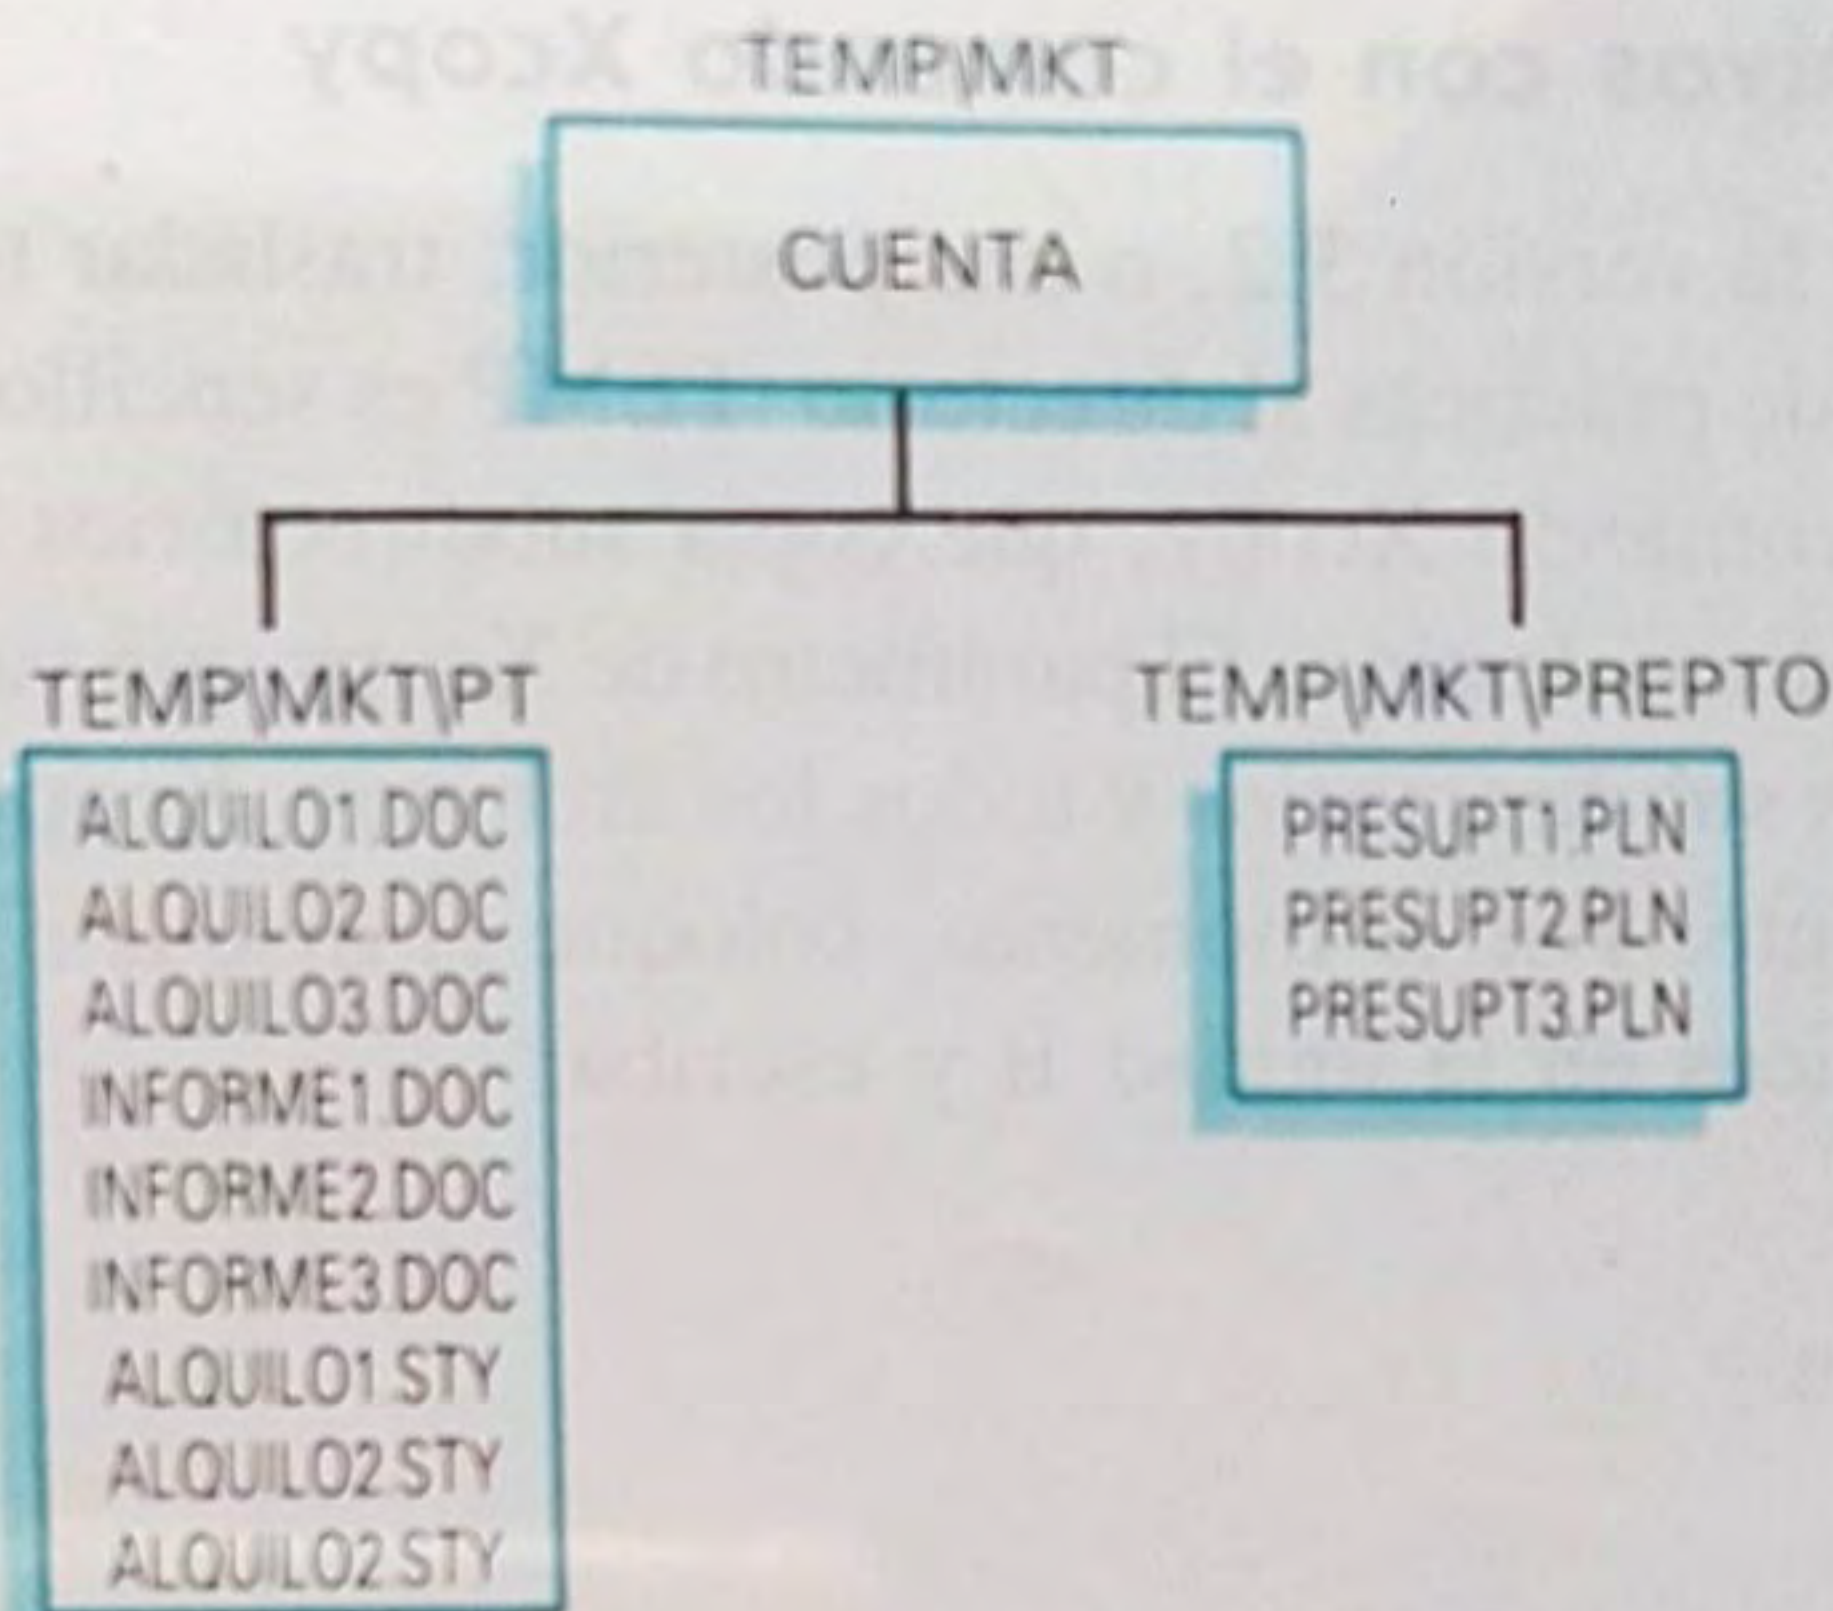 TEMP\MKT
CUENTA
TEMP\MKT\PT
ALQUILO1.DOC
ALQUILO2.DOC
ALQUILO3.DOC
INFORME1.DOC
INFORME2.DOC
INFORME3.DOC
ALQUILO1.STY
ALQUILO2.STY
ALQUILO2.STY
TEMP\MKT\PREPTO
PRESUPT1.PLN
PRESUPT2.PLN
PRESUPT3.PLN